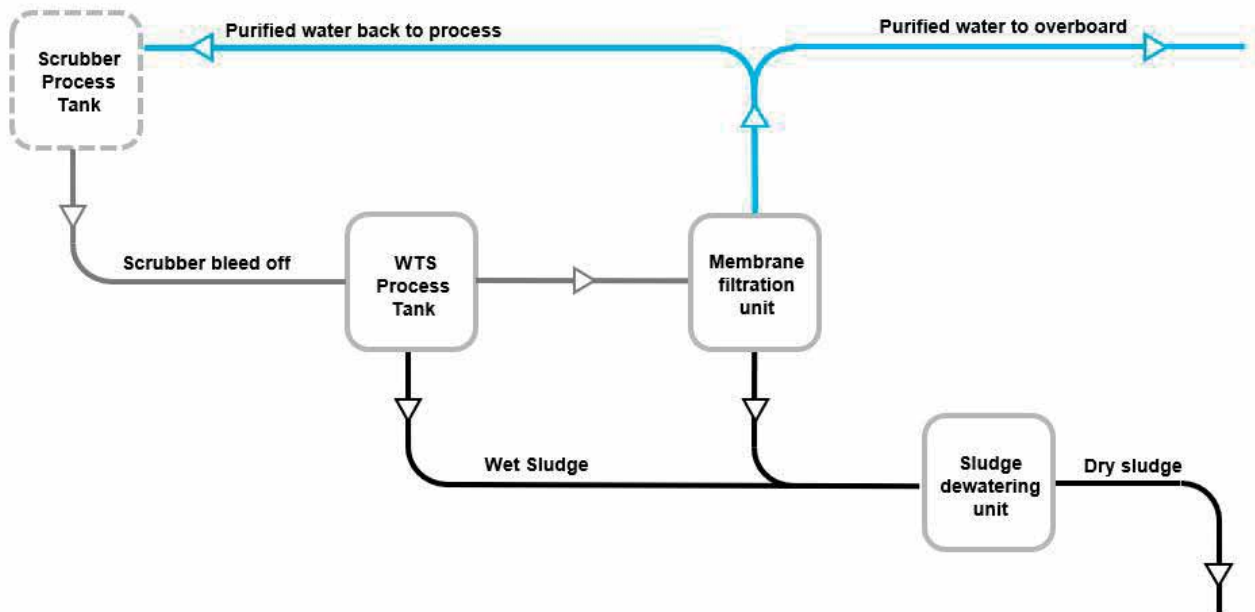 Purified water back to process
Purified water to overboard
Scrubber
Process
Tank
Scrubber bleed off
WTS
Process
Tank
Membrane
filtration
unit
Wet Sludge
Sludge
dewatering
unit
Dry sludge